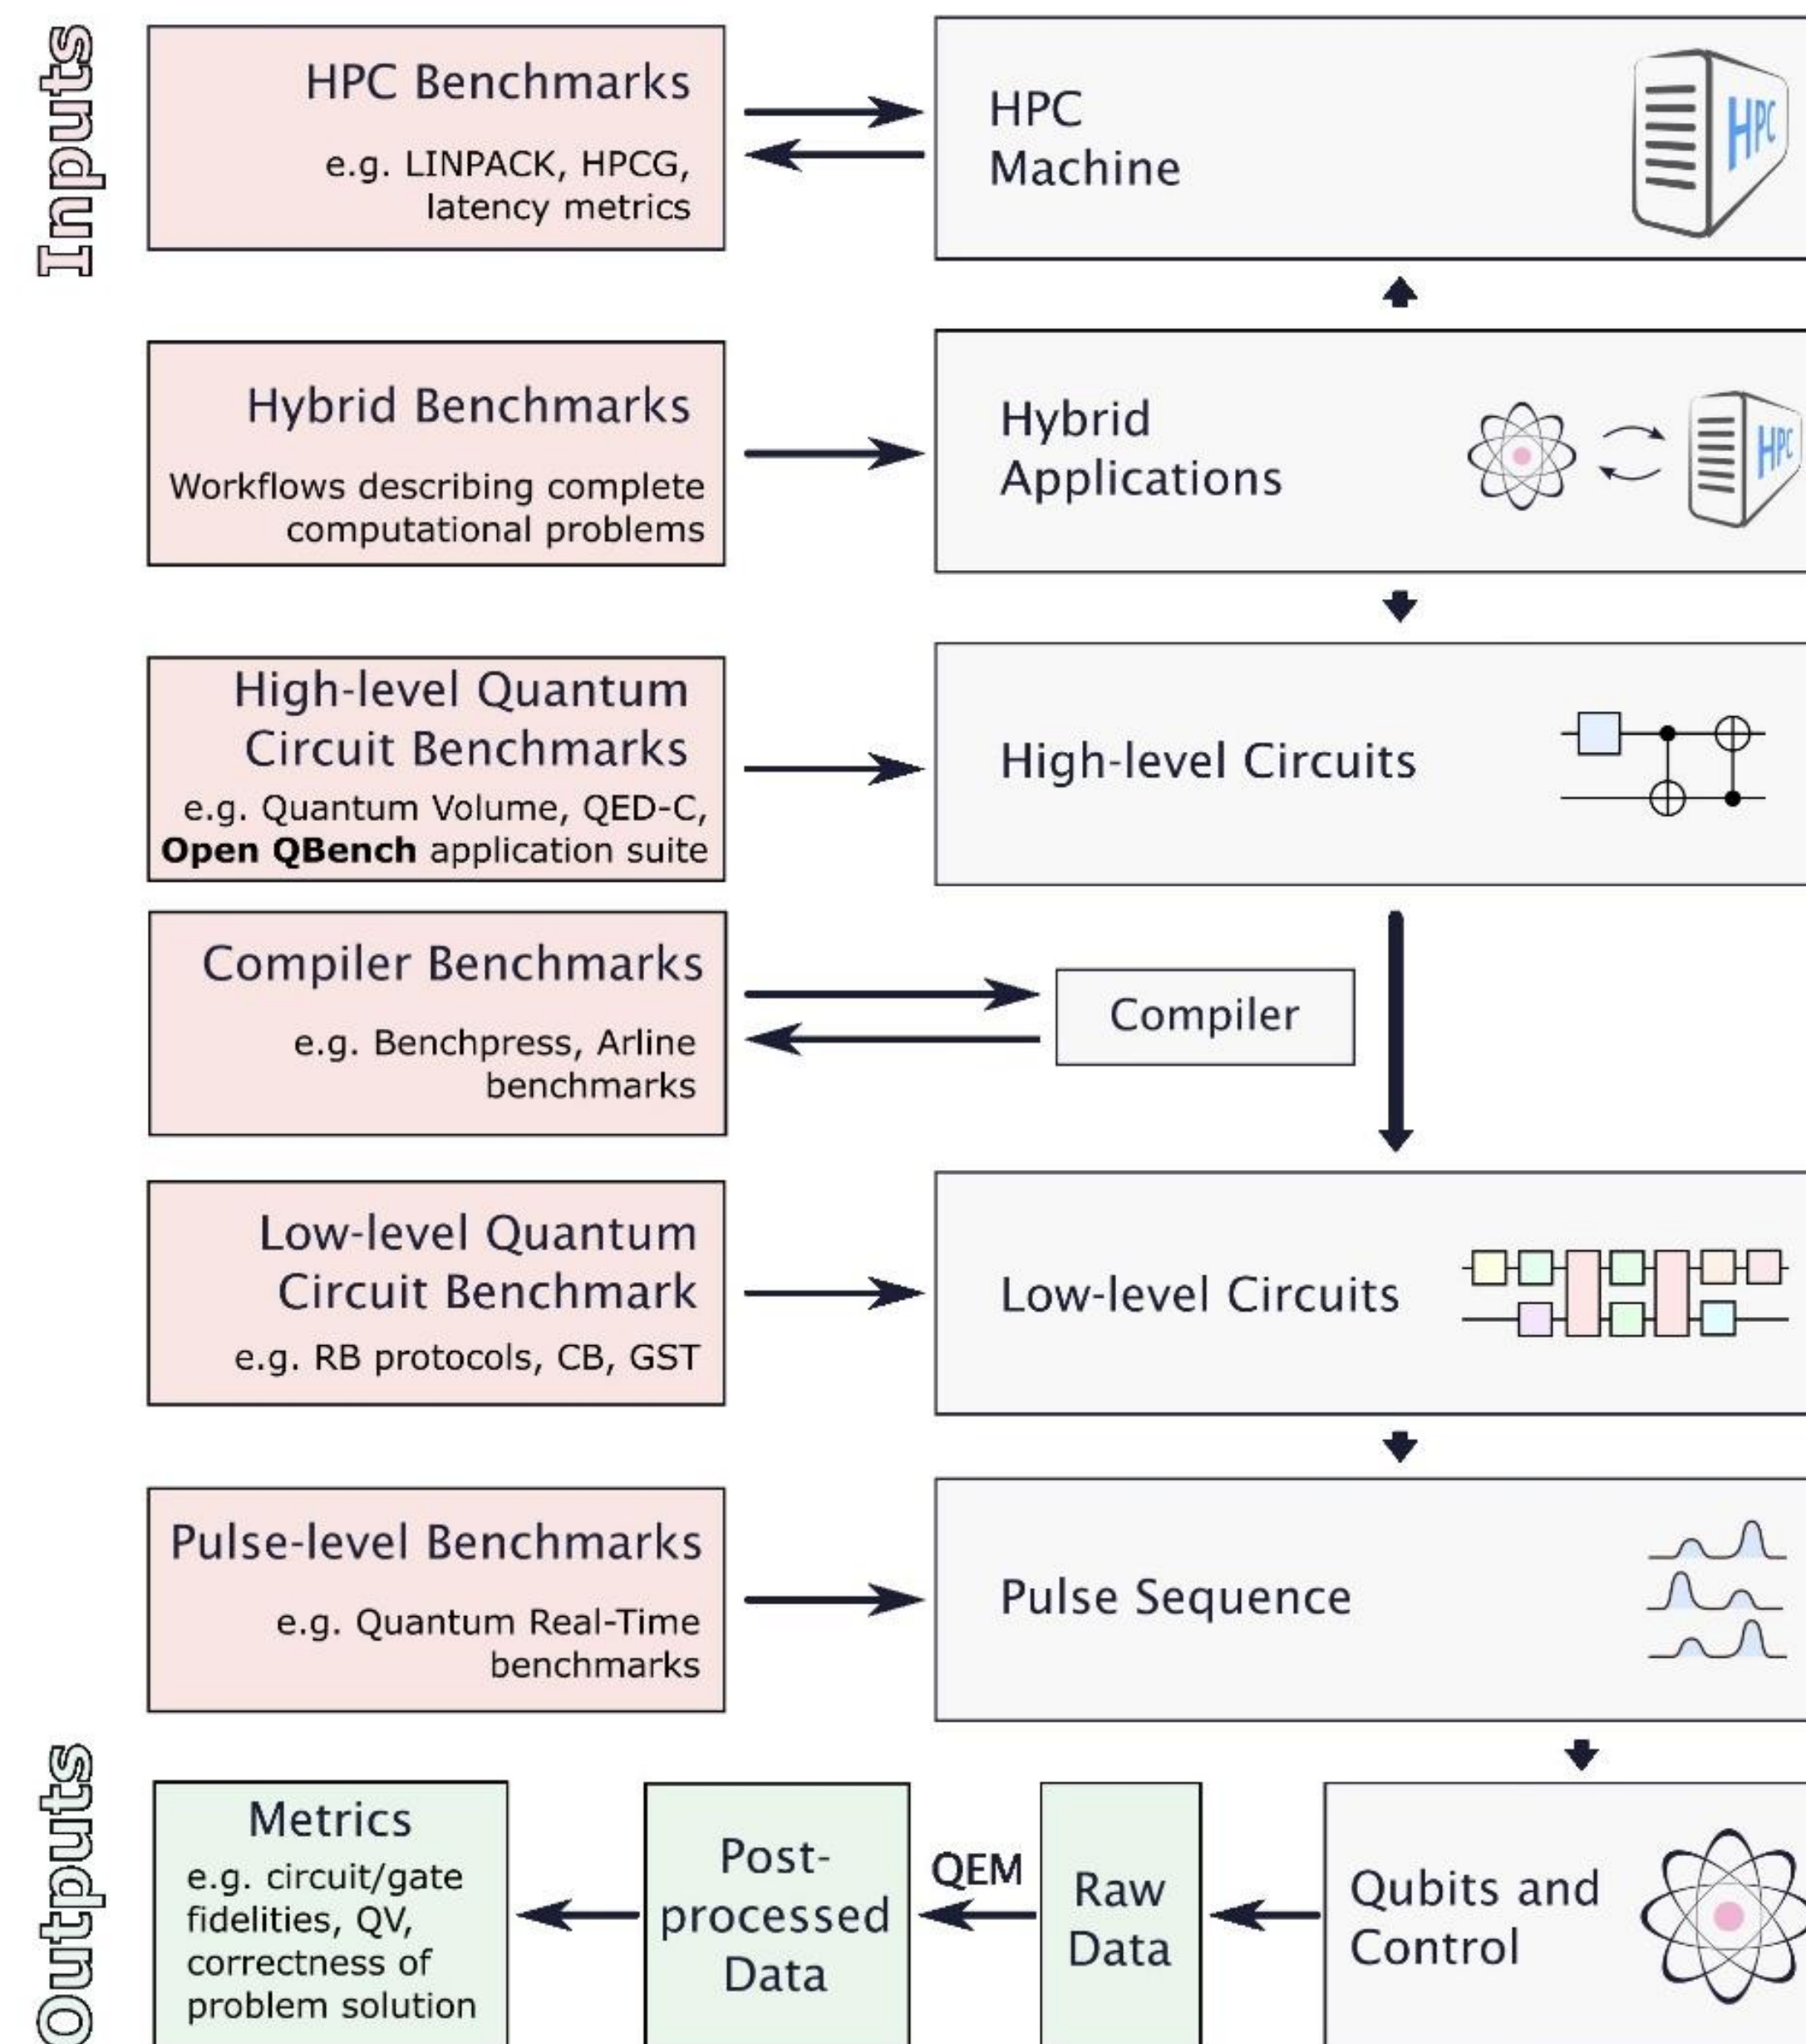 Inputs
HPC Benchmarks
e.g. LINPACK, HPCG,
latency metrics
HPC
Machine
HPC
Hybrid Benchmarks
Workflows describing complete
computational problems
Hybrid
Applications
HPC
High-level Quantum
Circuit Benchmarks
e.g. Quantum Volume, QED-C,
Open QBench application suite
High-level Circuits
Compiler Benchmarks
e.g. Benchpress, Arline
benchmarks
Compiler
Low-level Quantum
Circuit Benchmark
e.g. RB protocols, CB, GST
Low-level Circuits
Pulse-level Benchmarks
e.g. Quantum Real-Time
benchmarks
Pulse Sequence
Outputs
Metrics
e.g. circuit/gate
fidelities, QV,
correctness of
problem solution
Post-
processed
Data
QEM
Raw
Data
Qubits and
Control